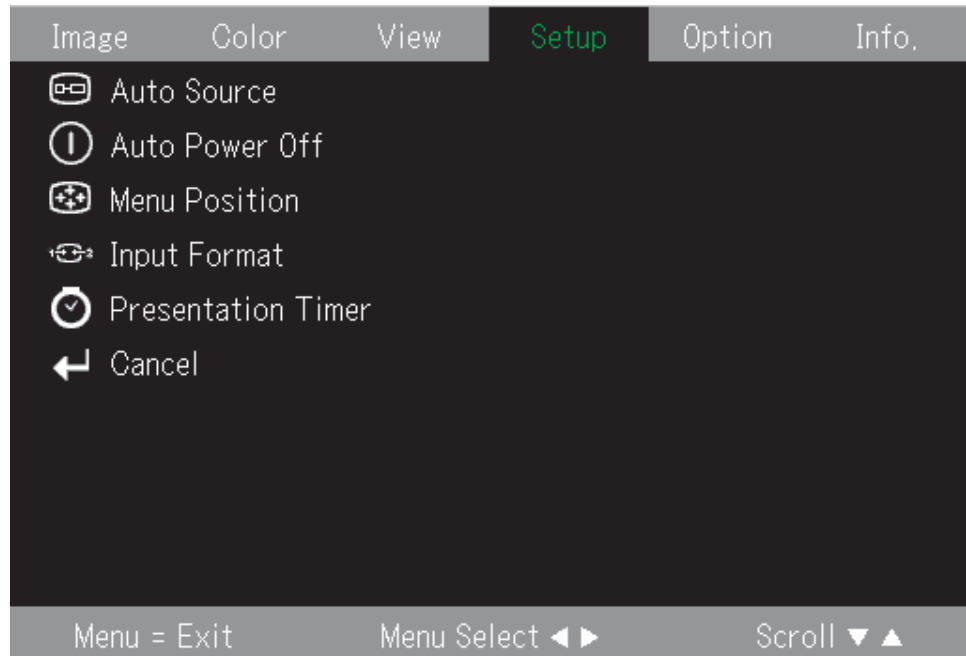 Image Color View Setup Option Info.
Auto Source
Auto Power Off
Menu Position
Input Format
Presentation Timer
Cancel
Menu = Exit Menu Select ◀ ▶ Scroll ▼ ▲